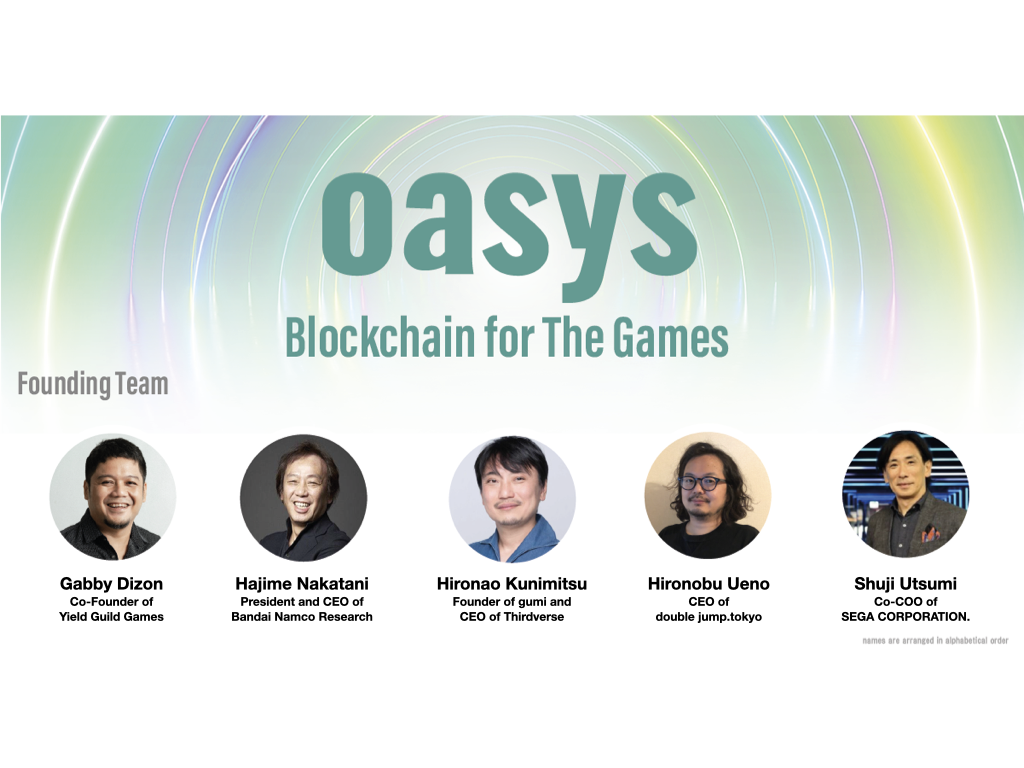 oasys
Blockchain for The Games
Founding Team
Gabby Dizon
Co-Founder of
Yield Guild Games
Hajime Nakatani
President and CEO of
Bandai Namco Research
Hironao Kunimitsu
Founder of gumi and
CEO of Thirdverse
Hironobu Ueno
CEO of
double jump.tokyo
Shuji Utsumi
Co-COO of
SEGA CORPORATION.
names are arranged in alphabetical order